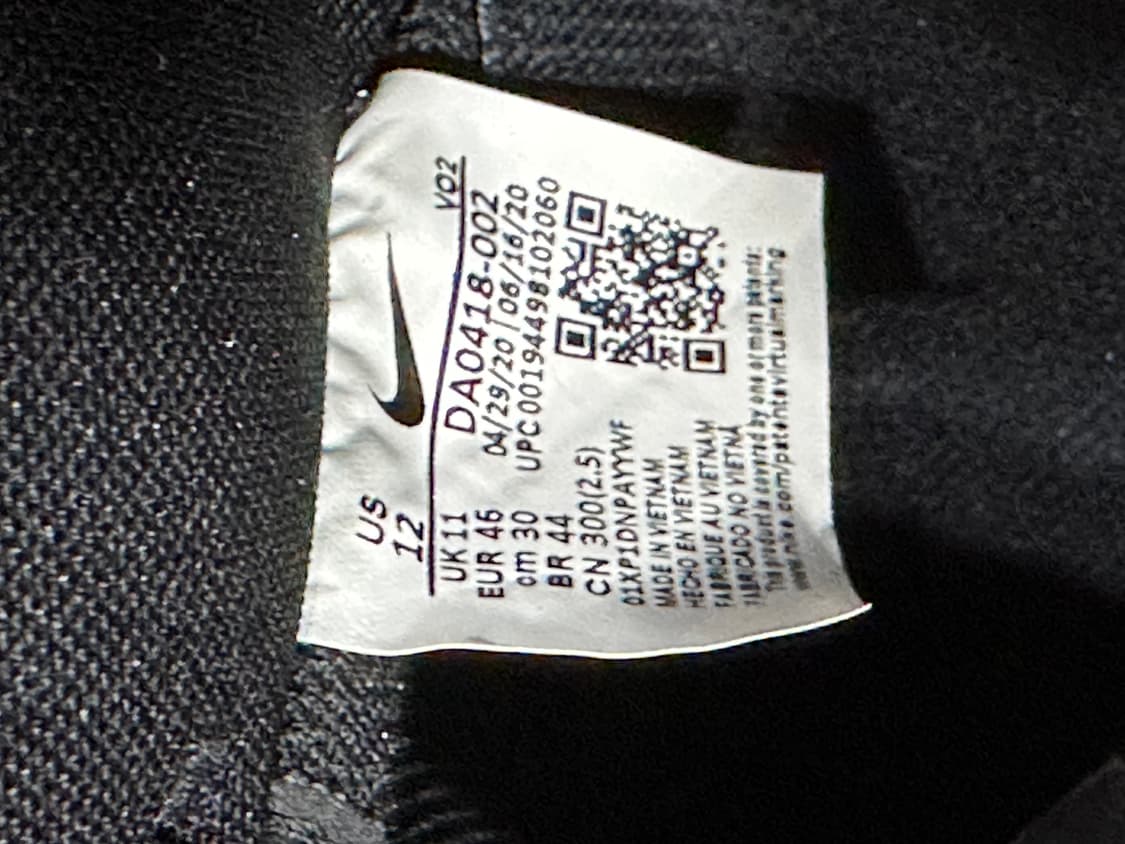 US
12
VO2
UK 11
EUR 46
cm 30
BR 44
CN 300(2.5)
DA0418-002
04/29/20 | 06/16/20
UPC 00194498102060
01XP1DNPAYYWF
MADE IN VIETNAM
HECHO EN VIETNAM
FABRIQUE AU VIETNAM
FABRICADO NO VIETNÃ
This product is covered by one or more patents:
www.nike.com/patentsvirtualmarking